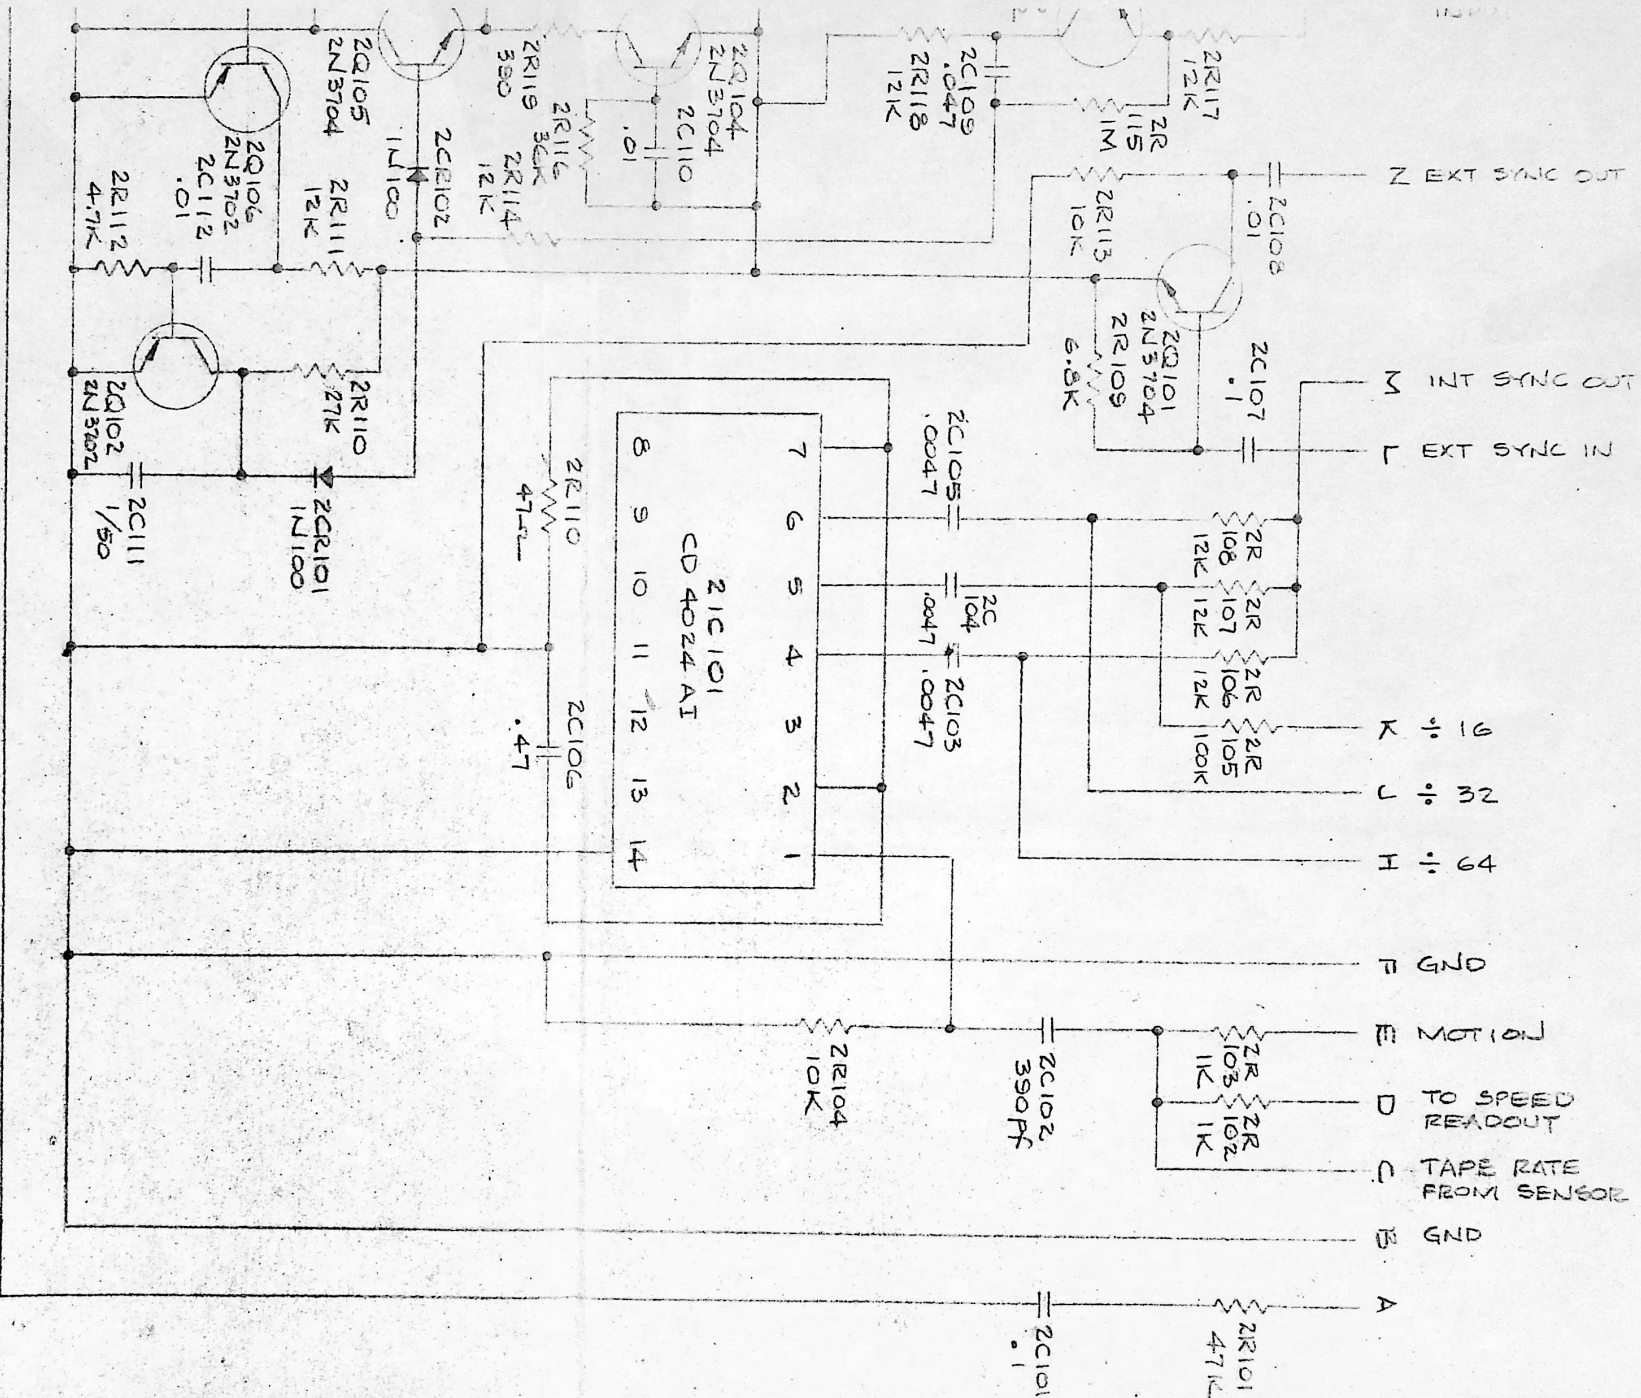 2Q105
2N3704
2R119
390
2Q104
2N3704
2R118
12K
2C109
.047
2R
115
1M
2R117
12K
2Q106
2N3702
2C112
.01
2R112
4.7K
2R111
12K
2CR102
1N100
2R116
36K
2R114
12K
2C110
.01
2R113
10K
2C108
.01
Z EXT SYNC OUT
2Q101
2N3704
2R109
6.8K
2C107
.1
M INT SYNC OUT
EXT SYNC IN
2Q102
2N3702
2R110
27K
2C111
1/50
2CR101
1N100
2R110
47Ω
2C106
.47
21C101
CD4024AI
8
9
10
11
12
13
14
7
6
5
4
3
2
1
2C105
.0047
2C
104
.0047
2C103
.0047
2R
108
12K
2R
107
12K
2R
106
12K
2R
105
100K
K ÷ 16
L ÷ 32
H ÷ 64
F GND
E MOTION
D TO SPEED
READOUT
C TAPE RATE
FROM SENSOR
B GND
A
2R104
10K
2C102
390pf
2R
103
1K
2R
102
1K
2C101
.1
2R101
47K